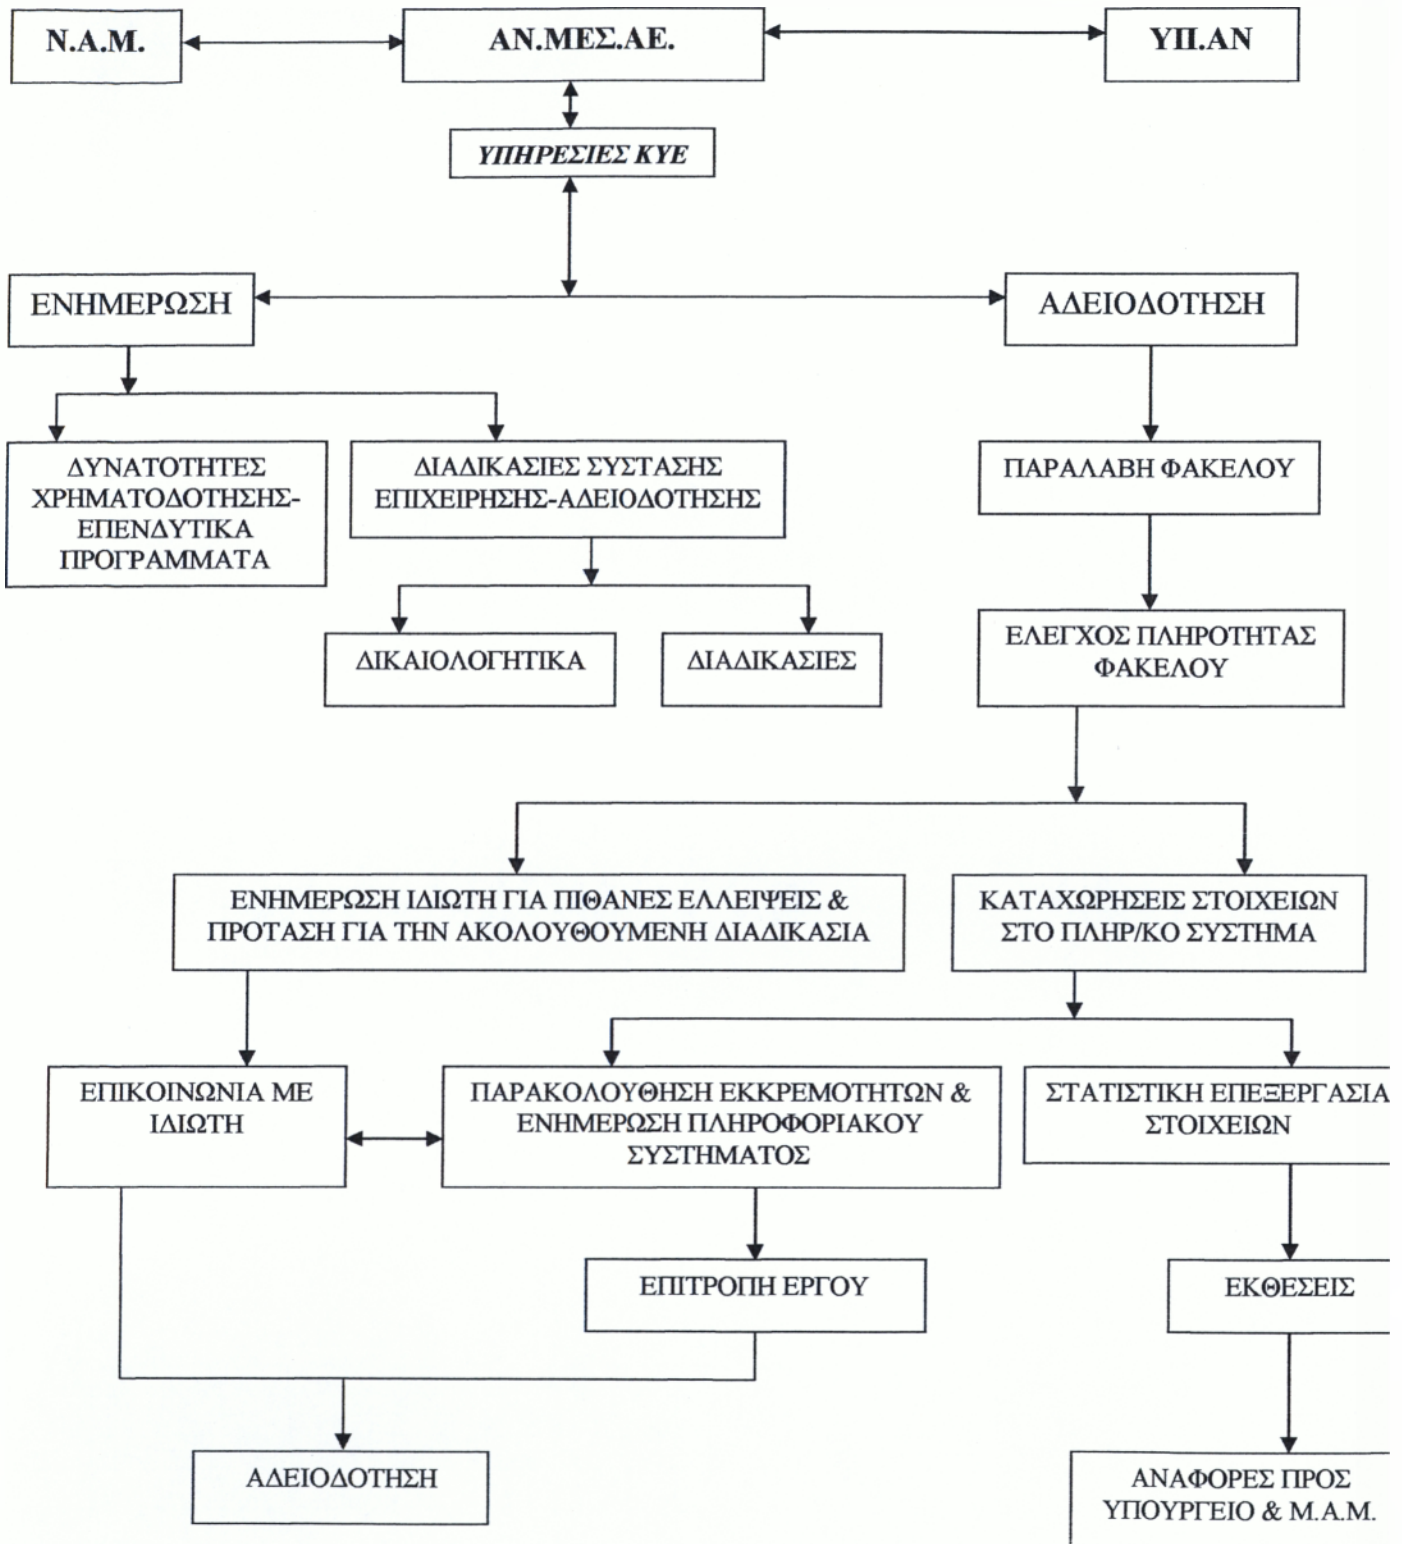 Ν.Α.Μ.
ΑΝ.ΜΕΣ.ΑΕ.
ΥΠ.ΑΝ
ΥΠΗΡΕΣΙΕΣ ΚΥΕ
ΕΝΗΜΕΡΩΣΗ
ΑΔΕΙΟΔΟΤΗΣΗ
ΔΥΝΑΤΟΤΗΤΕΣ
ΧΡΗΜΑΤΟΔΟΤΗΣΗΣ-
ΕΠΕΝΔΥΤΙΚΑ
ΠΡΟΓΡΑΜΜΑΤΑ
ΔΙΑΔΙΚΑΣΙΕΣ ΣΥΣΤΑΣΗΣ
ΕΠΙΧΕΙΡΗΣΗΣ-ΑΔΕΙΟΔΟΤΗΣΗΣ
ΠΑΡΑΛΑΒΗ ΦΑΚΕΛΟΥ
ΔΙΚΑΙΟΛΟΓΗΤΙΚΑ
ΔΙΑΔΙΚΑΣΙΕΣ
ΕΛΕΓΧΟΣ ΠΛΗΡΟΤΗΤΑΣ
ΦΑΚΕΛΟΥ
ΕΝΗΜΕΡΩΣΗ ΙΔΙΩΤΗ ΓΙΑ ΠΙΘΑΝΕΣ ΕΛΛΕΙΨΕΙΣ &
ΠΡΟΤΑΣΗ ΓΙΑ ΤΗΝ ΑΚΟΛΟΥΘΟΥΜΕΝΗ ΔΙΑΔΙΚΑΣΙΑ
ΚΑΤΑΧΩΡΗΣΕΙΣ ΣΤΟΙΧΕΙΩΝ
ΣΤΟ ΠΛΗΡ/ΚΟ ΣΥΣΤΗΜΑ
ΕΠΙΚΟΙΝΩΝΙΑ ΜΕ
ΙΔΙΩΤΗ
ΠΑΡΑΚΟΛΟΥΘΗΣΗ ΕΚΚΡΕΜΟΤΗΤΩΝ &
ΕΝΗΜΕΡΩΣΗ ΠΛΗΡΟΦΟΡΙΑΚΟΥ
ΣΥΣΤΗΜΑΤΟΣ
ΣΤΑΤΙΣΤΙΚΗ ΕΠΕΞΕΡΓΑΣΙΑ
ΣΤΟΙΧΕΙΩΝ
ΕΠΙΤΡΟΠΗ ΕΡΓΟΥ
ΕΚΘΕΣΕΙΣ
ΑΔΕΙΟΔΟΤΗΣΗ
ΑΝΑΦΟΡΕΣ ΠΡΟΣ
ΥΠΟΥΡΓΕΙΟ & Μ.Α.Μ.